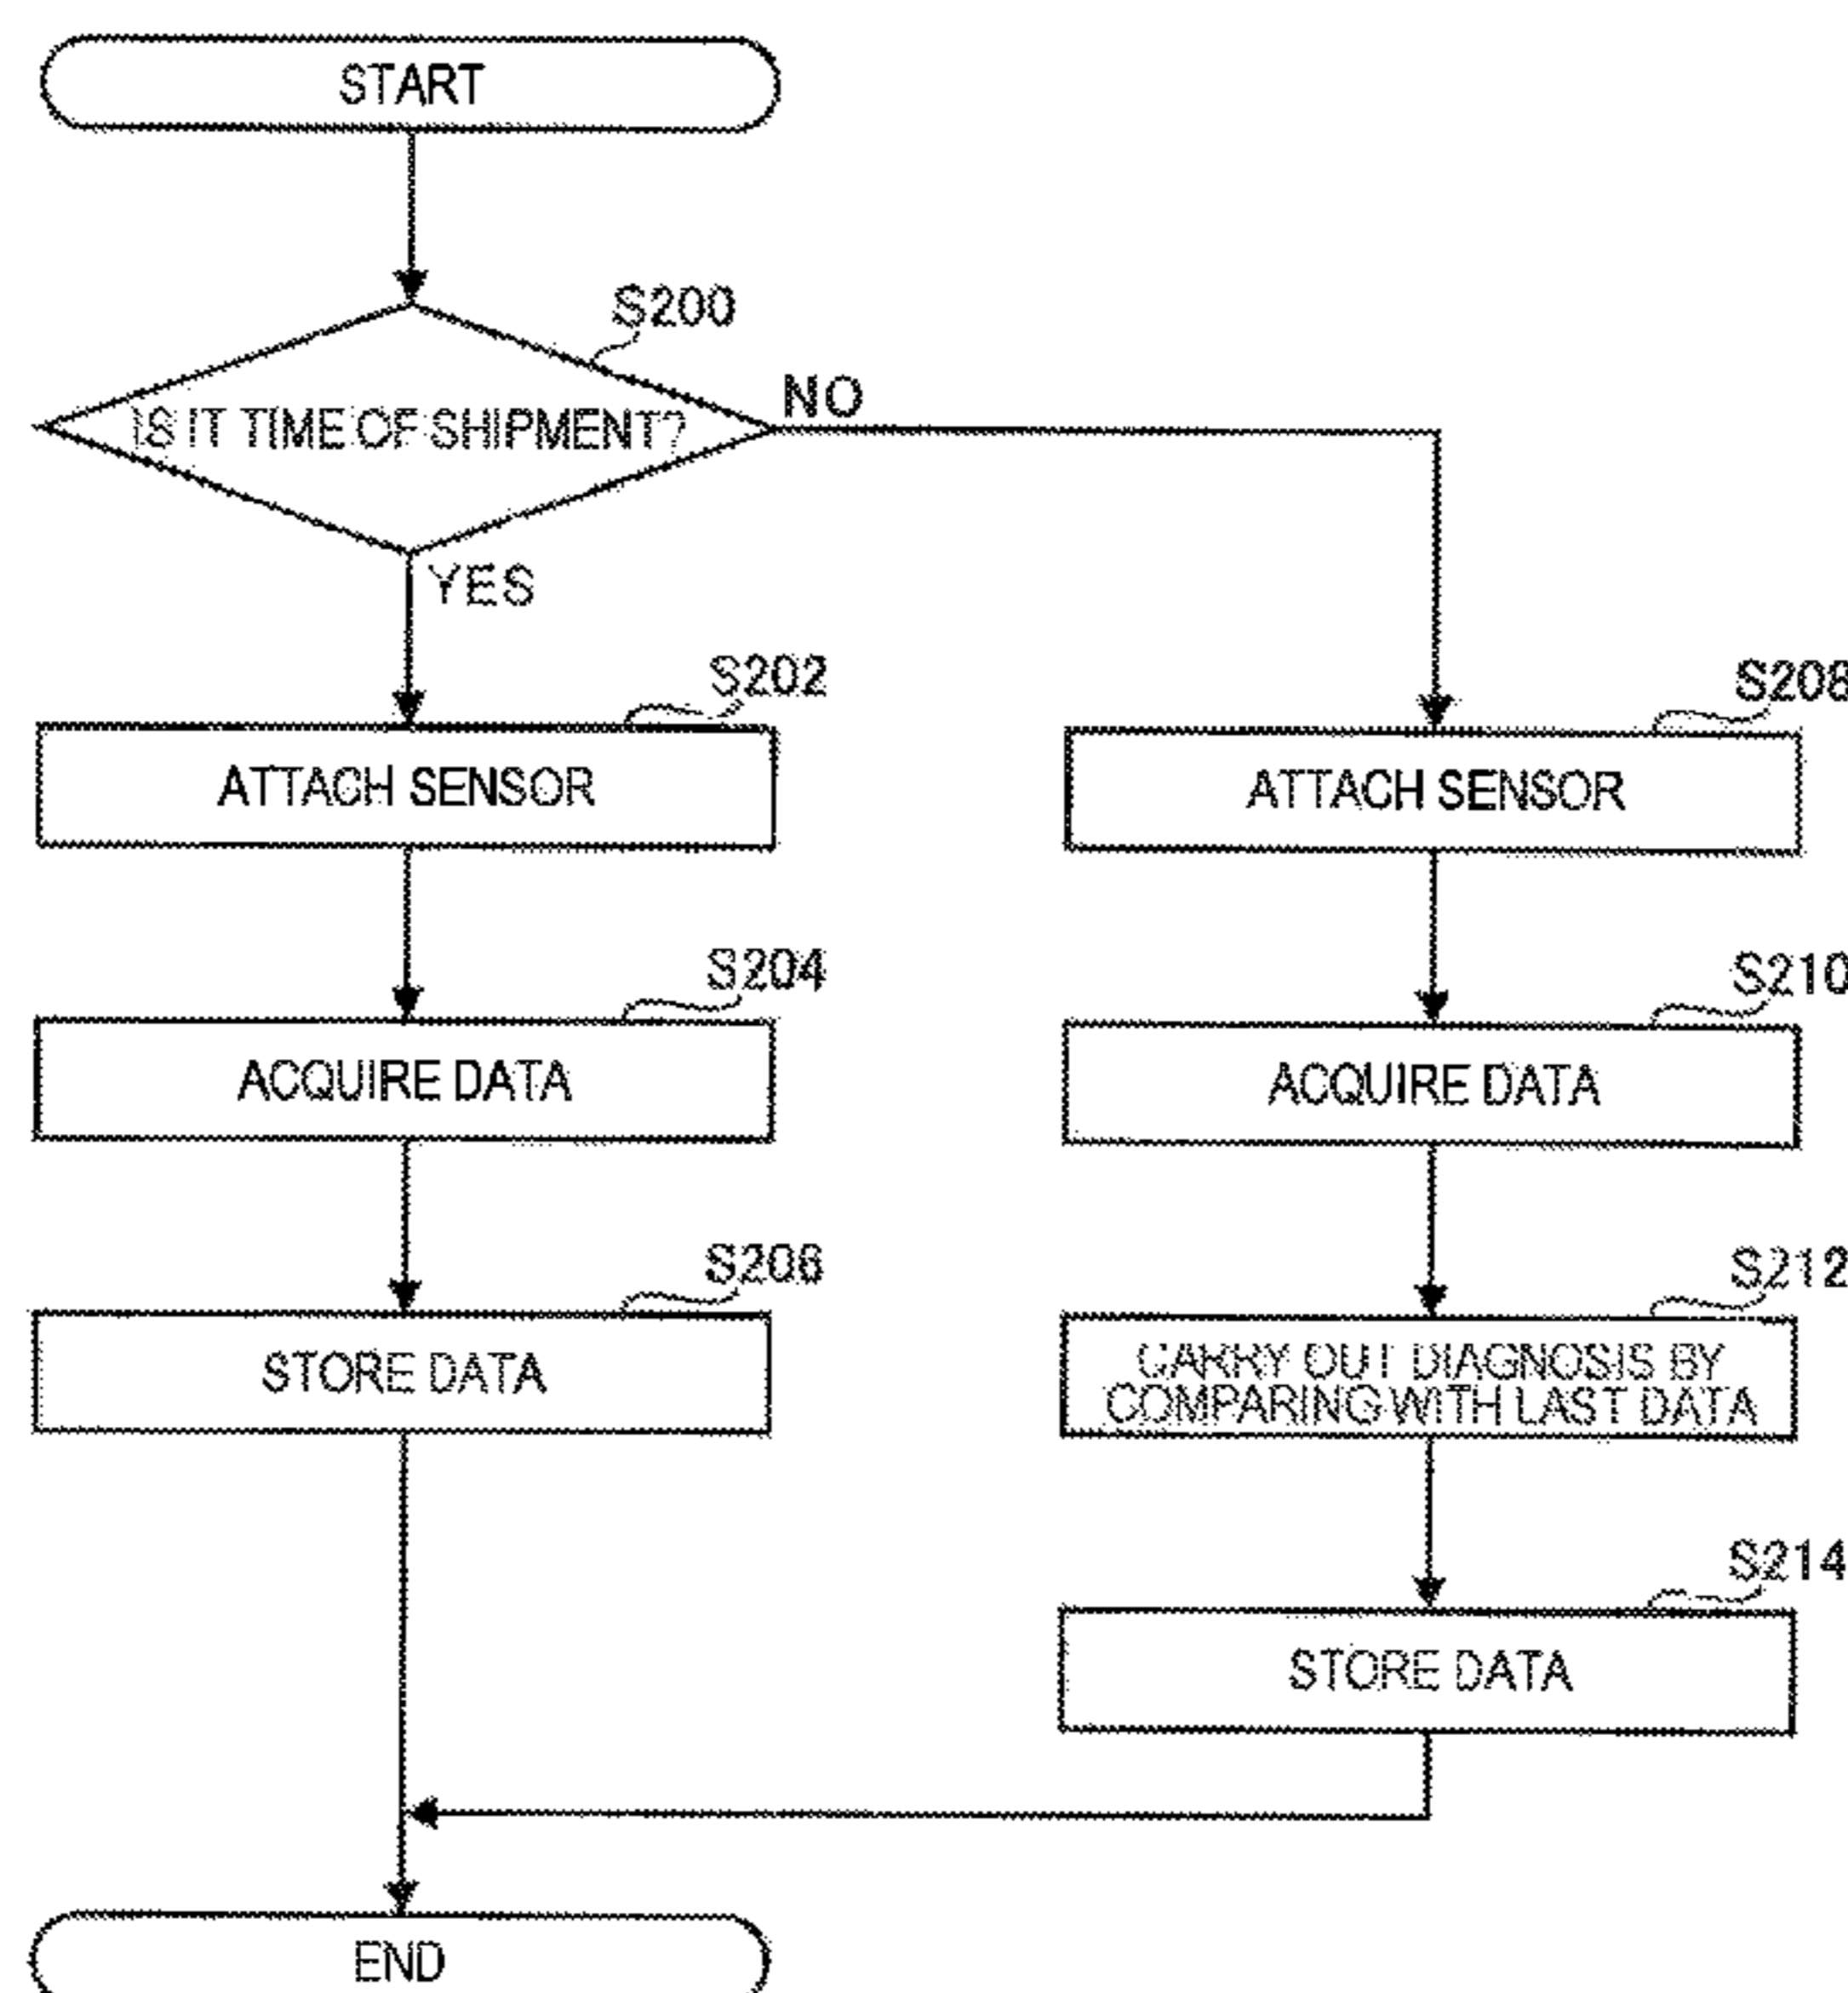 START
S200
IS IT TIME OF SHIPMENT?
NO
YES
S202
ATTACH SENSOR
S204
ACQUIRE DATA
S206
STORE DATA
S208
ATTACH SENSOR
S210
ACQUIRE DATA
S212
CARRY OUT DIAGNOSIS BY
COMPARING WITH LAST DATA
S214
STORE DATA
END